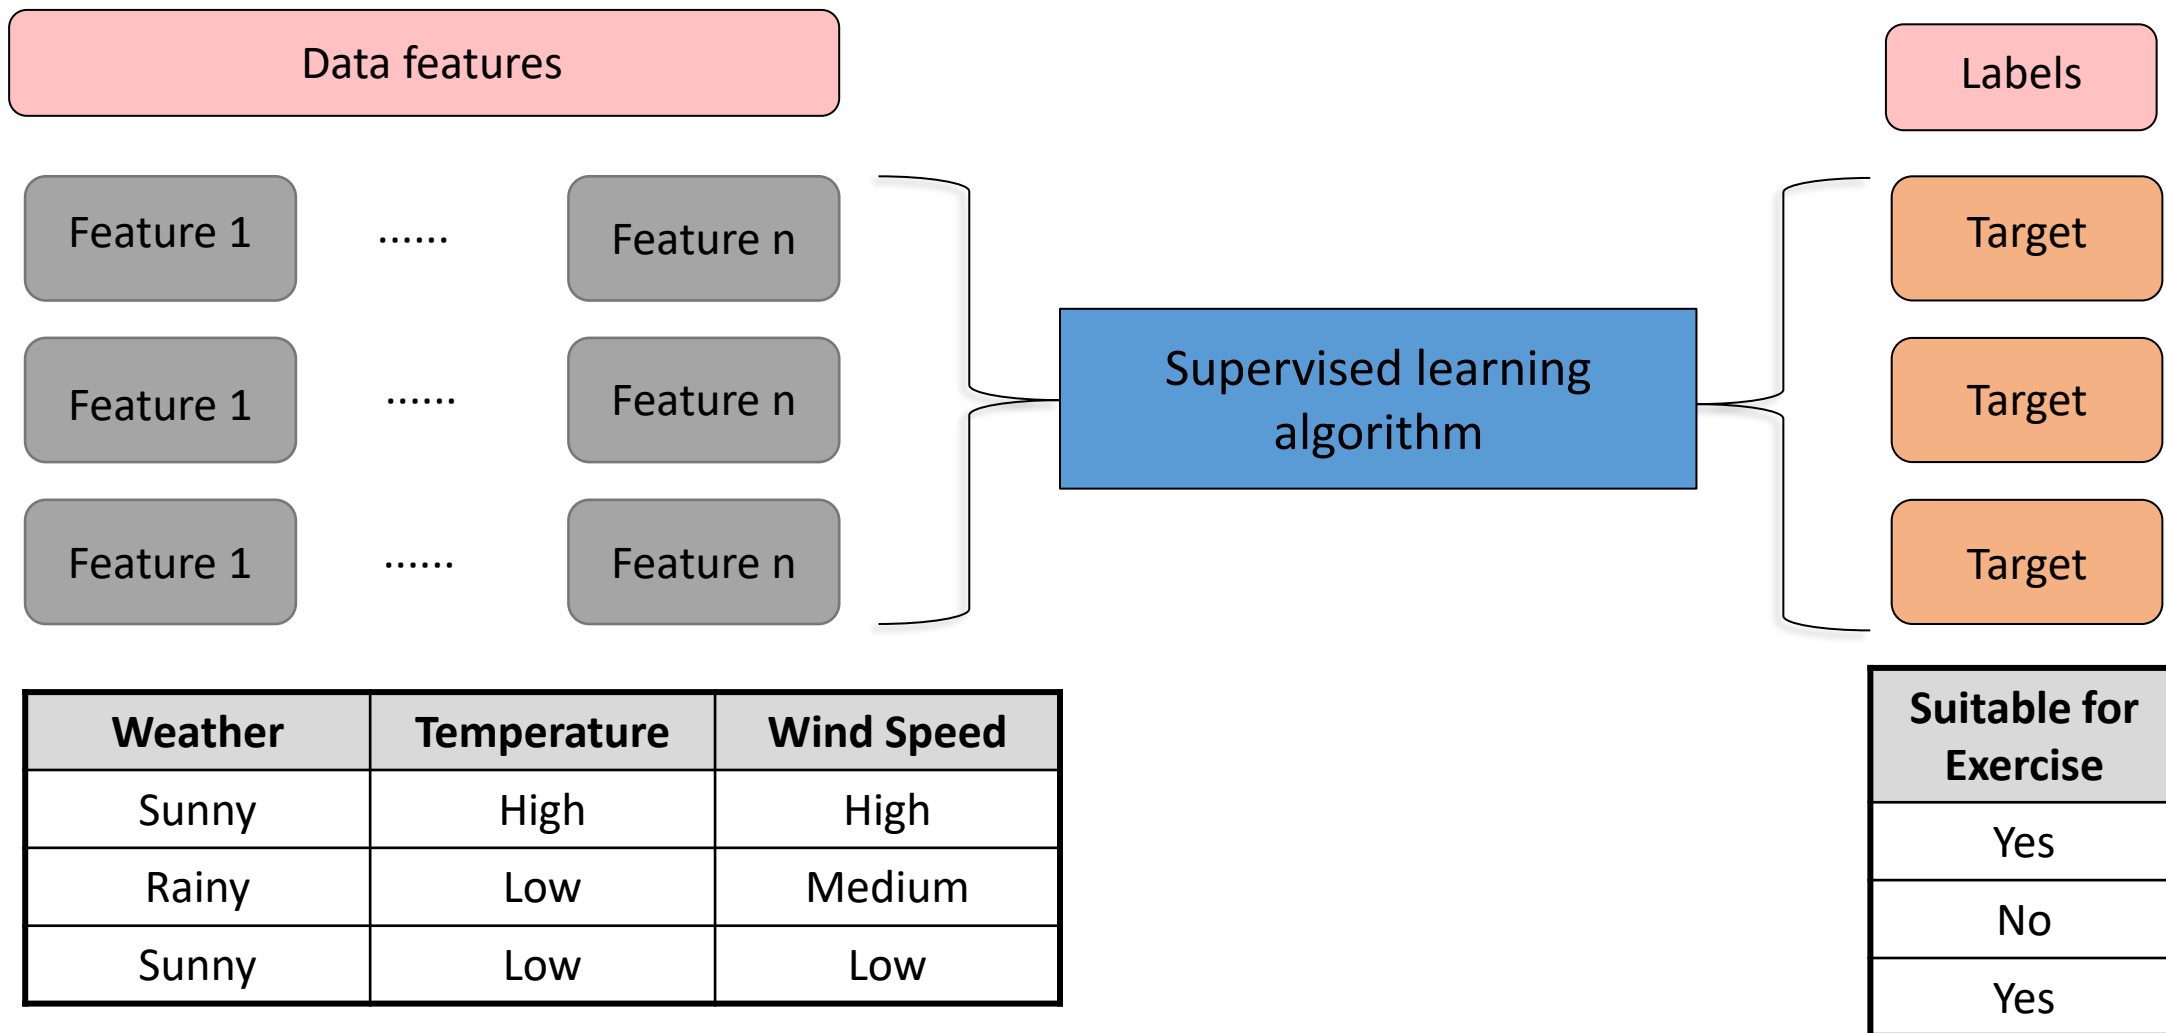 Data features
Labels
Feature 1 ...... Feature n
Target
Feature 1 ...... Feature n
Target
Feature 1 ...... Feature n
Target
Supervised learning
algorithm
Weather Temperature Wind Speed
Sunny High High
Rainy Low Medium
Sunny Low Low
Suitable for
Exercise
Yes
No
Yes